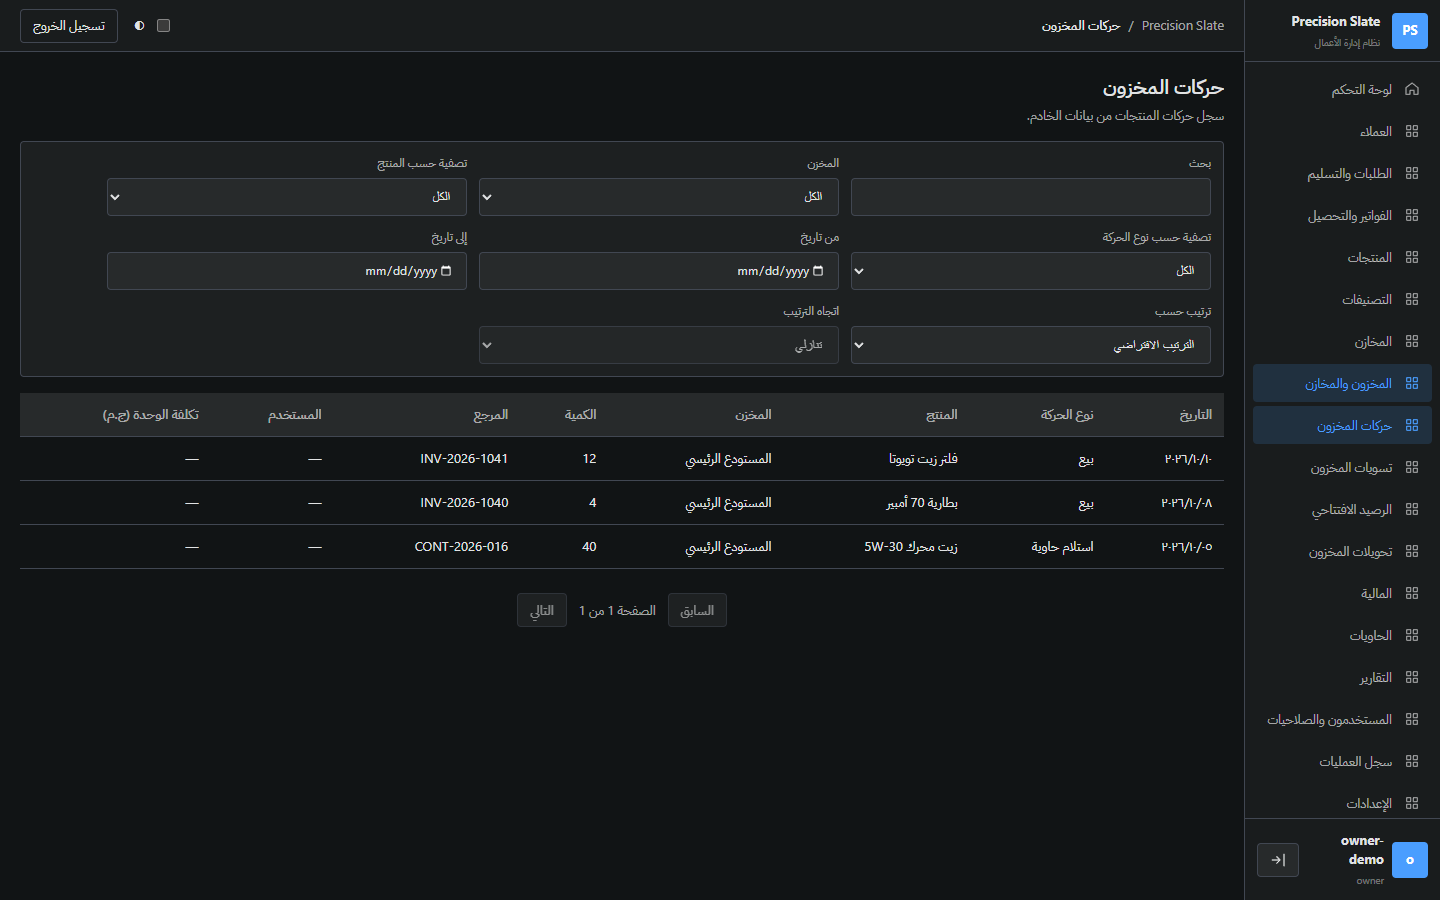 PS
Precision Slate
نظام إدارة الأعمال
لوحة التحكم
العملاء
الطلبات والتسليم
الفواتير والتحصيل
المنتجات
التصنيفات
المخازن
المخزون والمخازن
حركات المخزون
تسويات المخزون
الرصيد الافتتاحي
تحويلات المخزون
المالية
الحاويات
التقارير
المستخدمون والصلاحيات
سجل العمليات
الإعدادات
o
owner-
demo
owner
Precision Slate / حركات المخزون
تسجيل الخروج
حركات المخزون
سجل حركات المنتجات من بيانات الخادم.
بحث المخزن تصفية حسب المنتج
الكل الكل
تصفية حسب نوع الحركة من تاريخ إلى تاريخ
الكل mm/dd/yyyy mm/dd/yyyy
ترتيب حسب اتجاه الترتيب
الترتيب الافتراضي تنازلي
التاريخ نوع الحركة المنتج المخزن الكمية المرجع المستخدم تكلفة الوحدة (ج.م)
٢٠٢٦/١٠/١٠ بيع فلتر زيت تويوتا المستودع الرئيسي 12 INV-2026-1041 — —
٢٠٢٦/١٠/٠٨ بيع بطارية 70 أمبير المستودع الرئيسي 4 INV-2026-1040 — —
٢٠٢٦/١٠/٠٥ استلام حاوية زيت محرك 5W-30 المستودع الرئيسي 40 CONT-2026-016 — —
السابق الصفحة 1 من 1 التالي